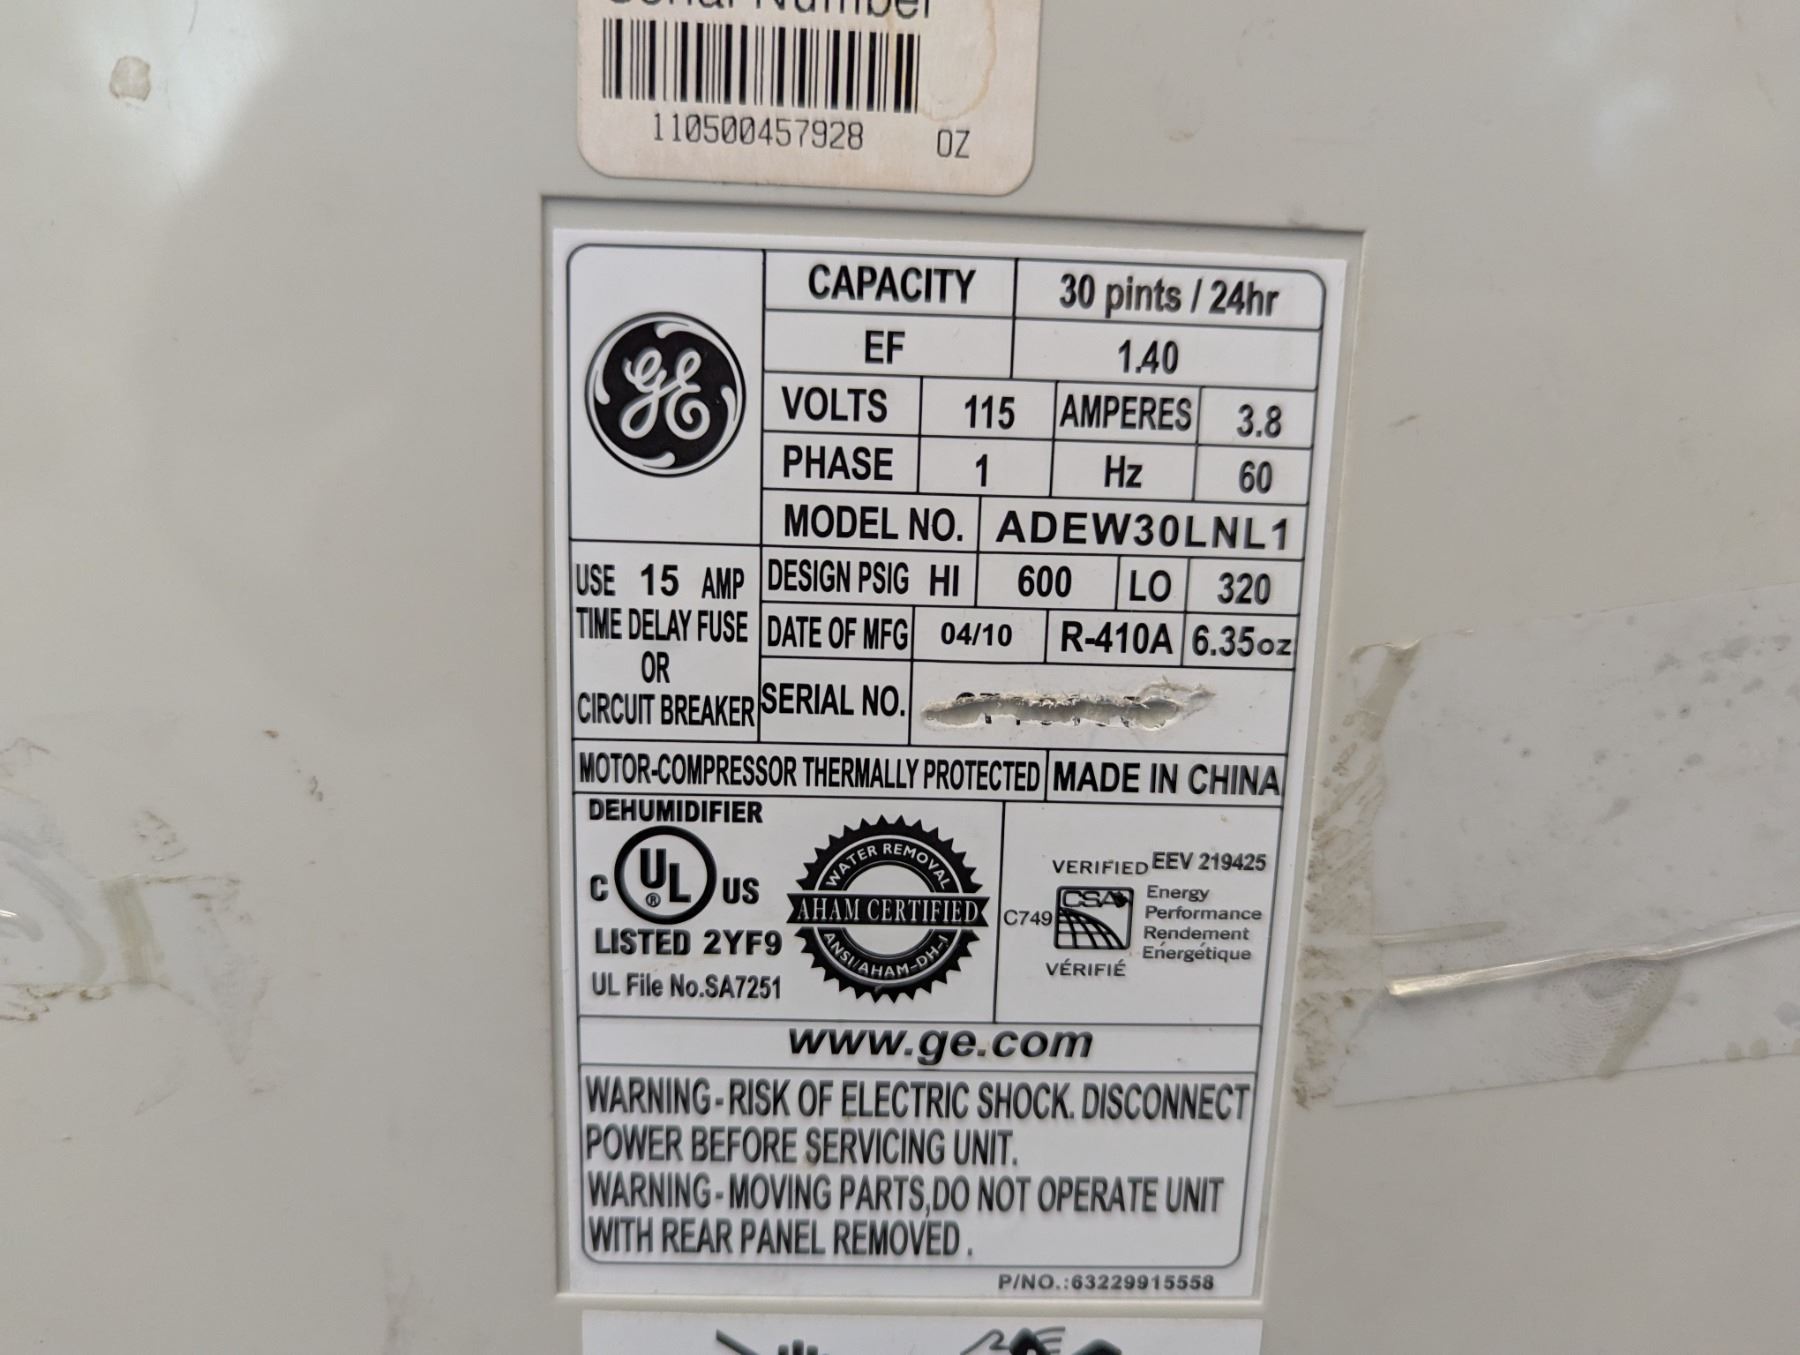 Serial Number
110500457928 OZ
GE
CAPACITY 30 pints / 24hr
EF 1.40
VOLTS 115 AMPERES 3.8
PHASE 1 Hz 60
MODEL NO. ADEW30LNL1
USE 15 AMP
TIME DELAY FUSE
OR
CIRCUIT BREAKER
DESIGN PSIG HI 600 LO 320
DATE OF MFG 04/10 R-410A 6.35oz
SERIAL NO.
MOTOR-COMPRESSOR THERMALLY PROTECTED MADE IN CHINA
DEHUMIDIFIER
C UL ® US
LISTED 2YF9
UL File No.SA7251
WATER REMOVAL
AHAM CERTIFIED
ANSI/AHAM-DH-1
VERIFIED EEV 219425
C749 CSA
Energy
Performance
Rendement
Énergétique
VÉRIFIÉ
www.ge.com
WARNING-RISK OF ELECTRIC SHOCK. DISCONNECT
POWER BEFORE SERVICING UNIT.
WARNING-MOVING PARTS,DO NOT OPERATE UNIT
WITH REAR PANEL REMOVED.
P/NO.:63229915558